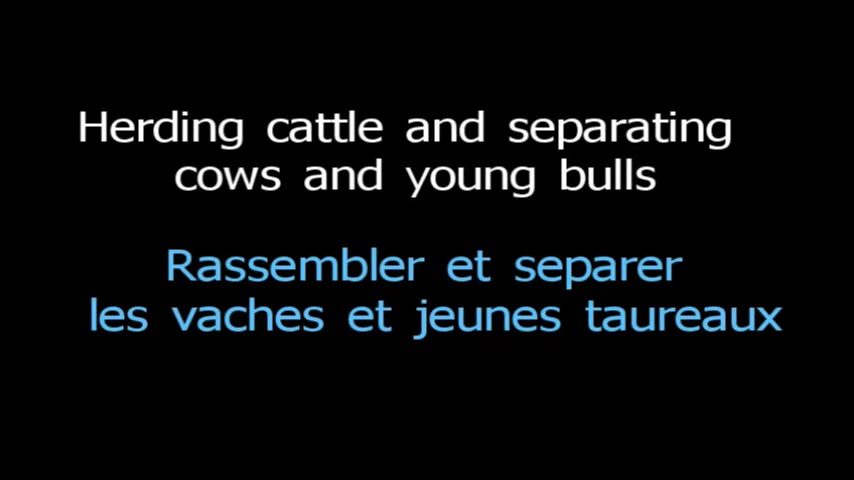 Herding cattle and separating
cows and young bulls
Rassembler et separer
les vaches et jeunes taureaux